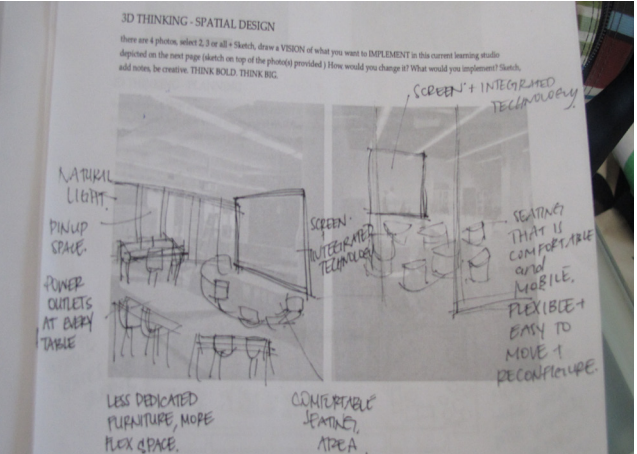 3D THINKING - SPATIAL DESIGN
there are 4 photos, select 2, 3 or all + Sketch, draw a VISION of what you want to IMPLEMENT in this current learning studio
depicted on the next page (sketch on top of the photo(s) provided ) How would you change it? What would you implement? Sketch,
add notes, be creative. THINK BOLD. THINK BIG.
SCREEN + INTEGRATED
TECHNOLOGY.
NATURAL
LIGHT.
PINUP
SPACE.
POWER
OUTLETS
AT EVERY
TABLE
SCREEN
INTEGRATED
TECHNOLOGY
SEATING
THAT IS
COMFORTABLE
and
MOBILE.
FLEXIBLE +
EASY TO
MOVE +
RECONFIGURE.
LESS DEDICATED
FURNITURE, MORE
FLEX SPACE.
COMFORTABLE
SEATING
AREA.